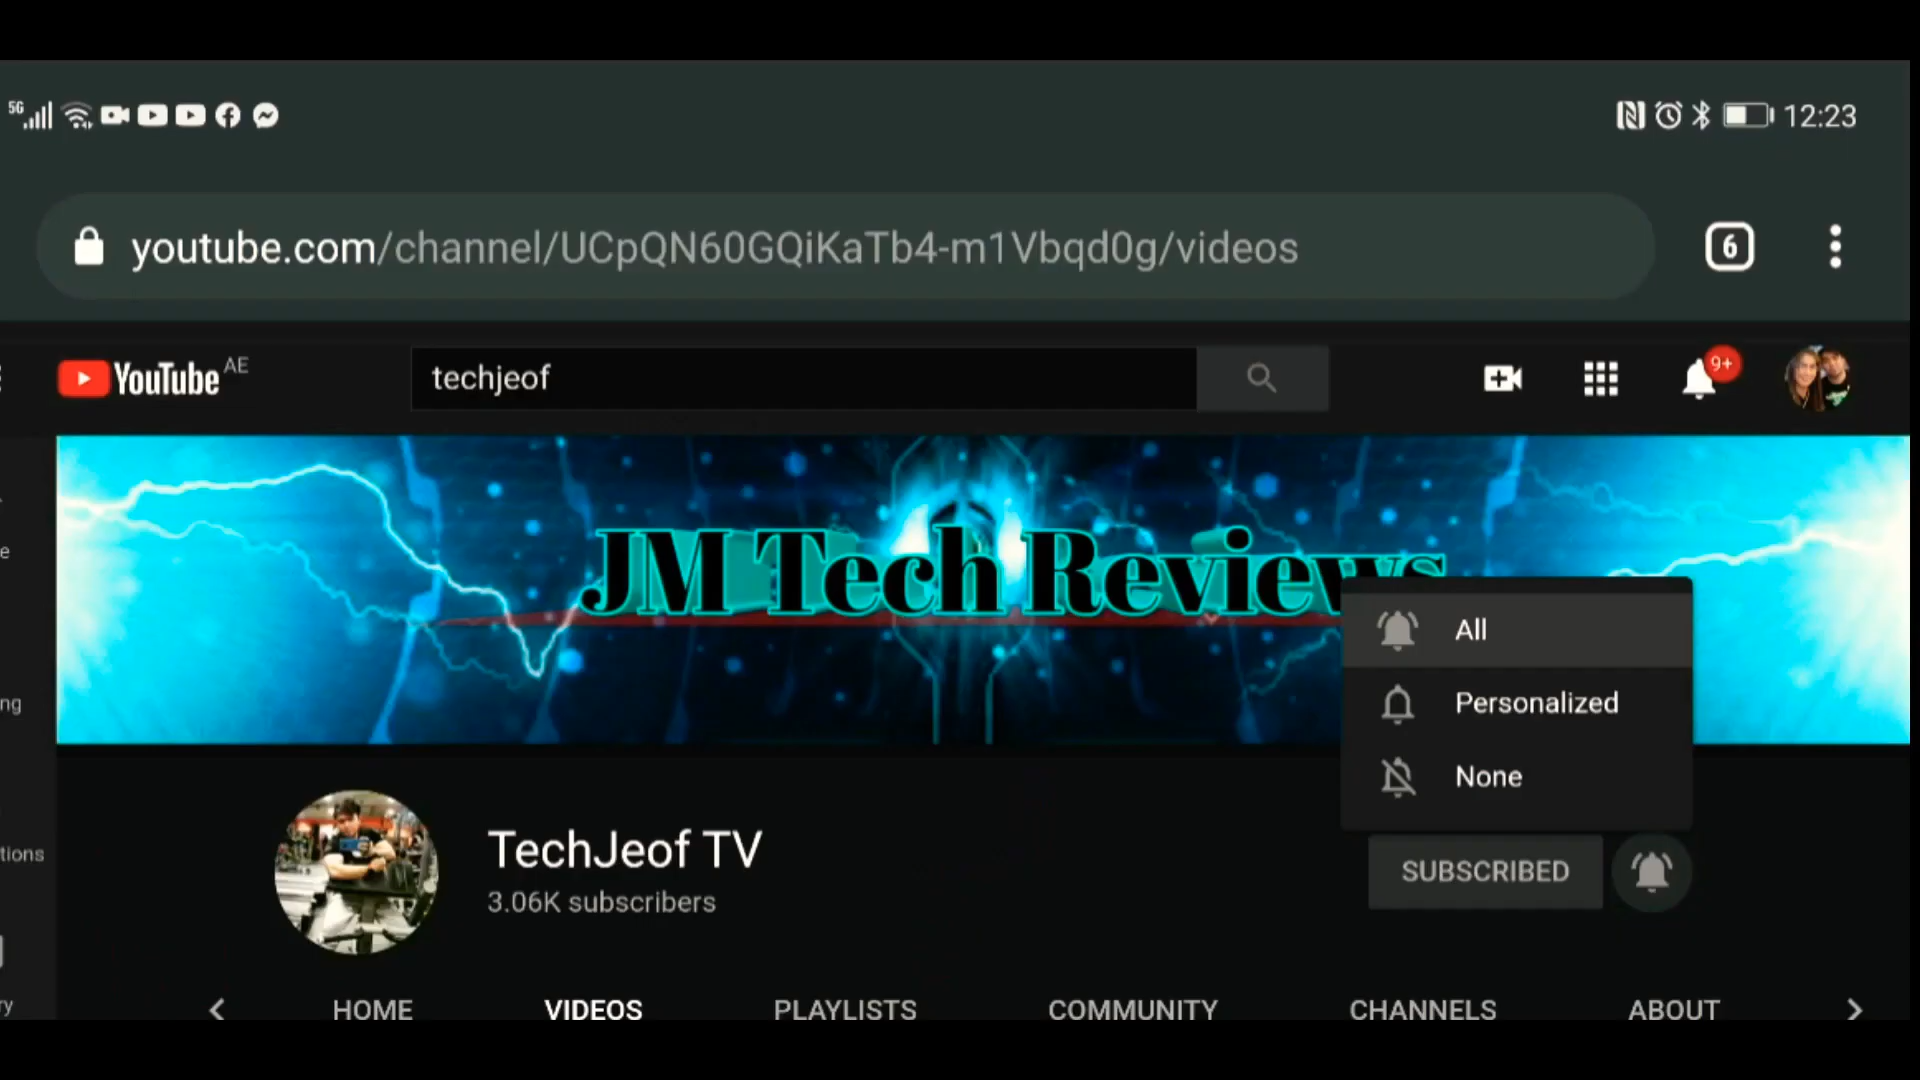 5G
12:23
youtube.com/channel/UCpQN60GQiKaTb4-m1Vbqd0g/videos
6
YouTube AE
techjeof
9+
JM Tech Reviews
All
Personalized
None
TechJeof TV
3.06K subscribers
SUBSCRIBED
HOME VIDEOS PLAYLISTS COMMUNITY CHANNELS ABOUT